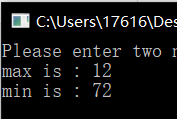 C:\Users\17616\Des
Please enter two
max is : 12
min is : 72